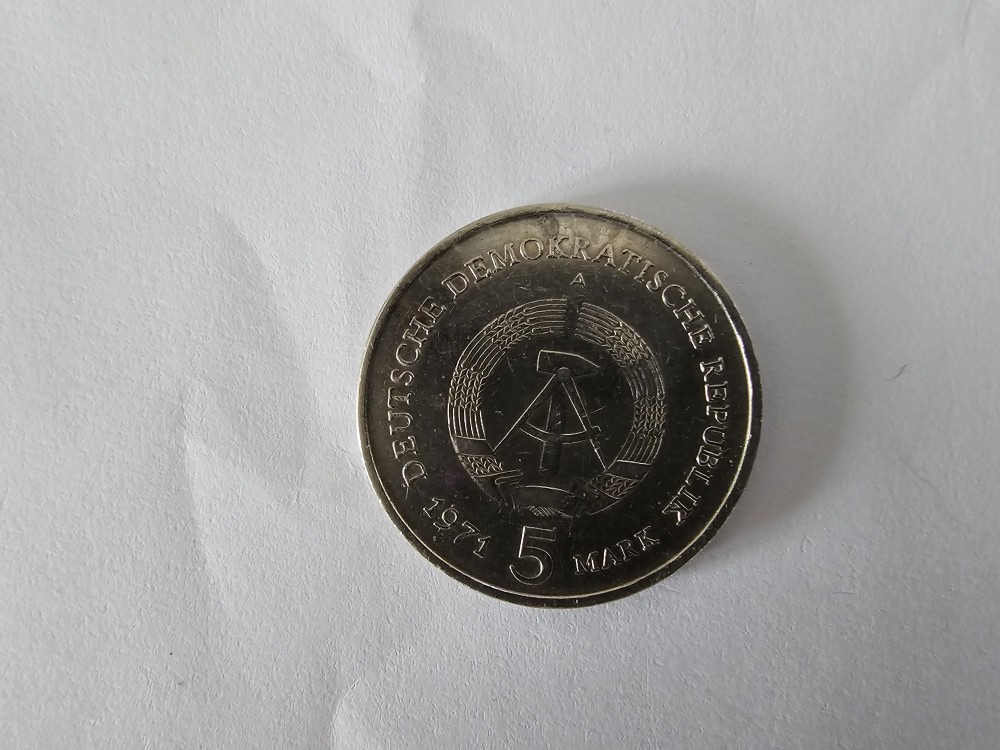 DEUTSCHE DEMOKRATISCHE REPUBLIK
A
1971 5 MARK